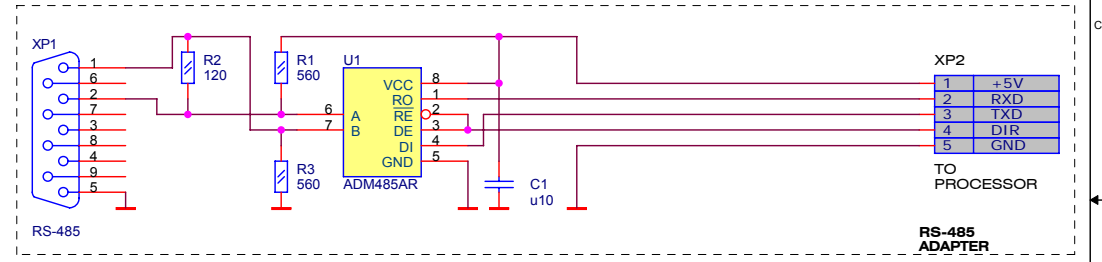 C
XP1
1
6
2
7
3
8
4
9
5
RS-485
R2
120
R1
560
R3
560
U1
6 A
7 B
VCC 8
RO 1
RE 2
DE 3
DI 4
GND 5
ADM485AR
C1
u10
XP2
1 +5V
2 RXD
3 TXD
4 DIR
5 GND
TO
PROCESSOR
RS-485
ADAPTER